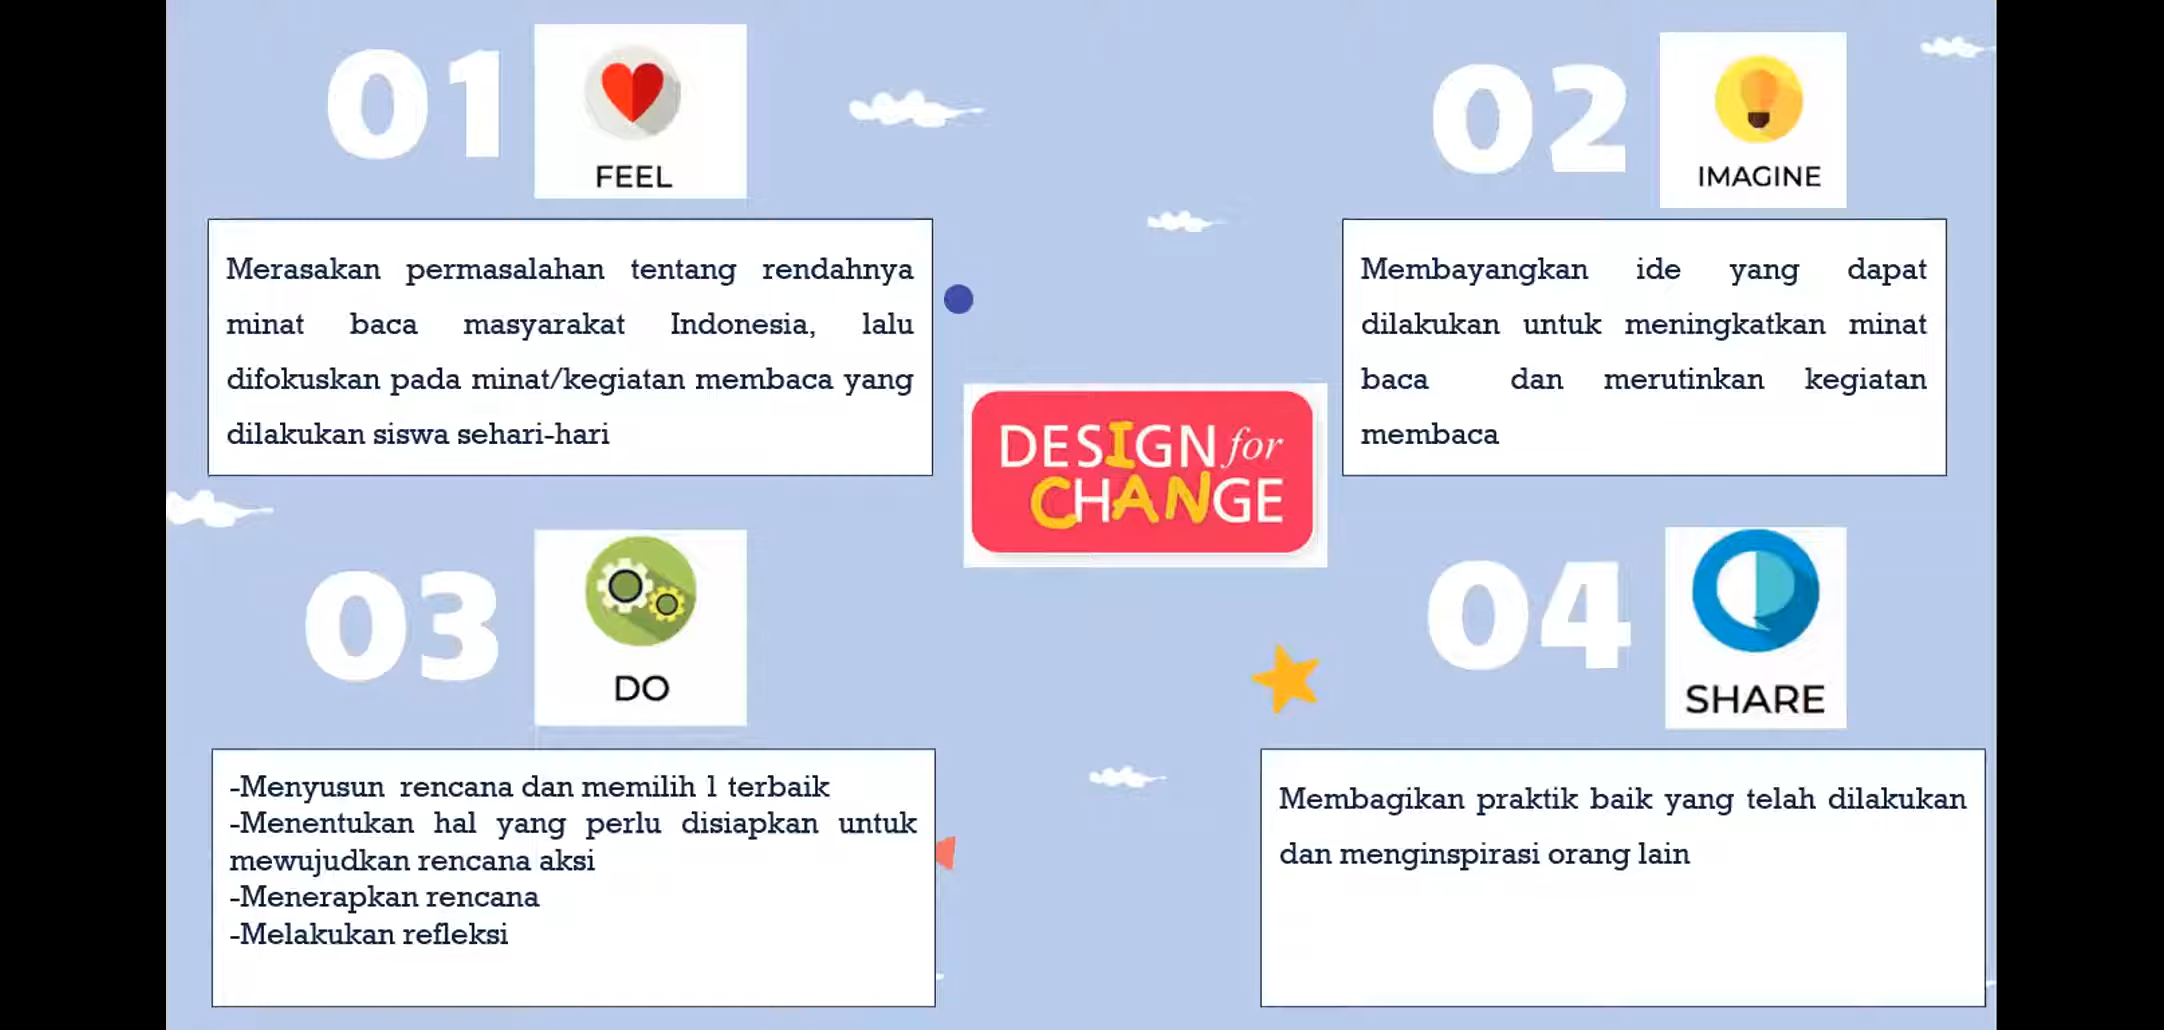 01
FEEL
Merasakan permasalahan tentang rendahnya
minat baca masyarakat Indonesia, lalu
difokuskan pada minat/kegiatan membaca yang
dilakukan siswa sehari-hari
02
IMAGINE
Membayangkan ide yang dapat
dilakukan untuk meningkatkan minat
baca dan merutinkan kegiatan
membaca
DESIGN for
CHANGE
03
DO
-Menyusun rencana dan memilih 1 terbaik
-Menentukan hal yang perlu disiapkan untuk
mewujudkan rencana aksi
-Menerapkan rencana
-Melakukan refleksi
04
SHARE
Membagikan praktik baik yang telah dilakukan
dan menginspirasi orang lain